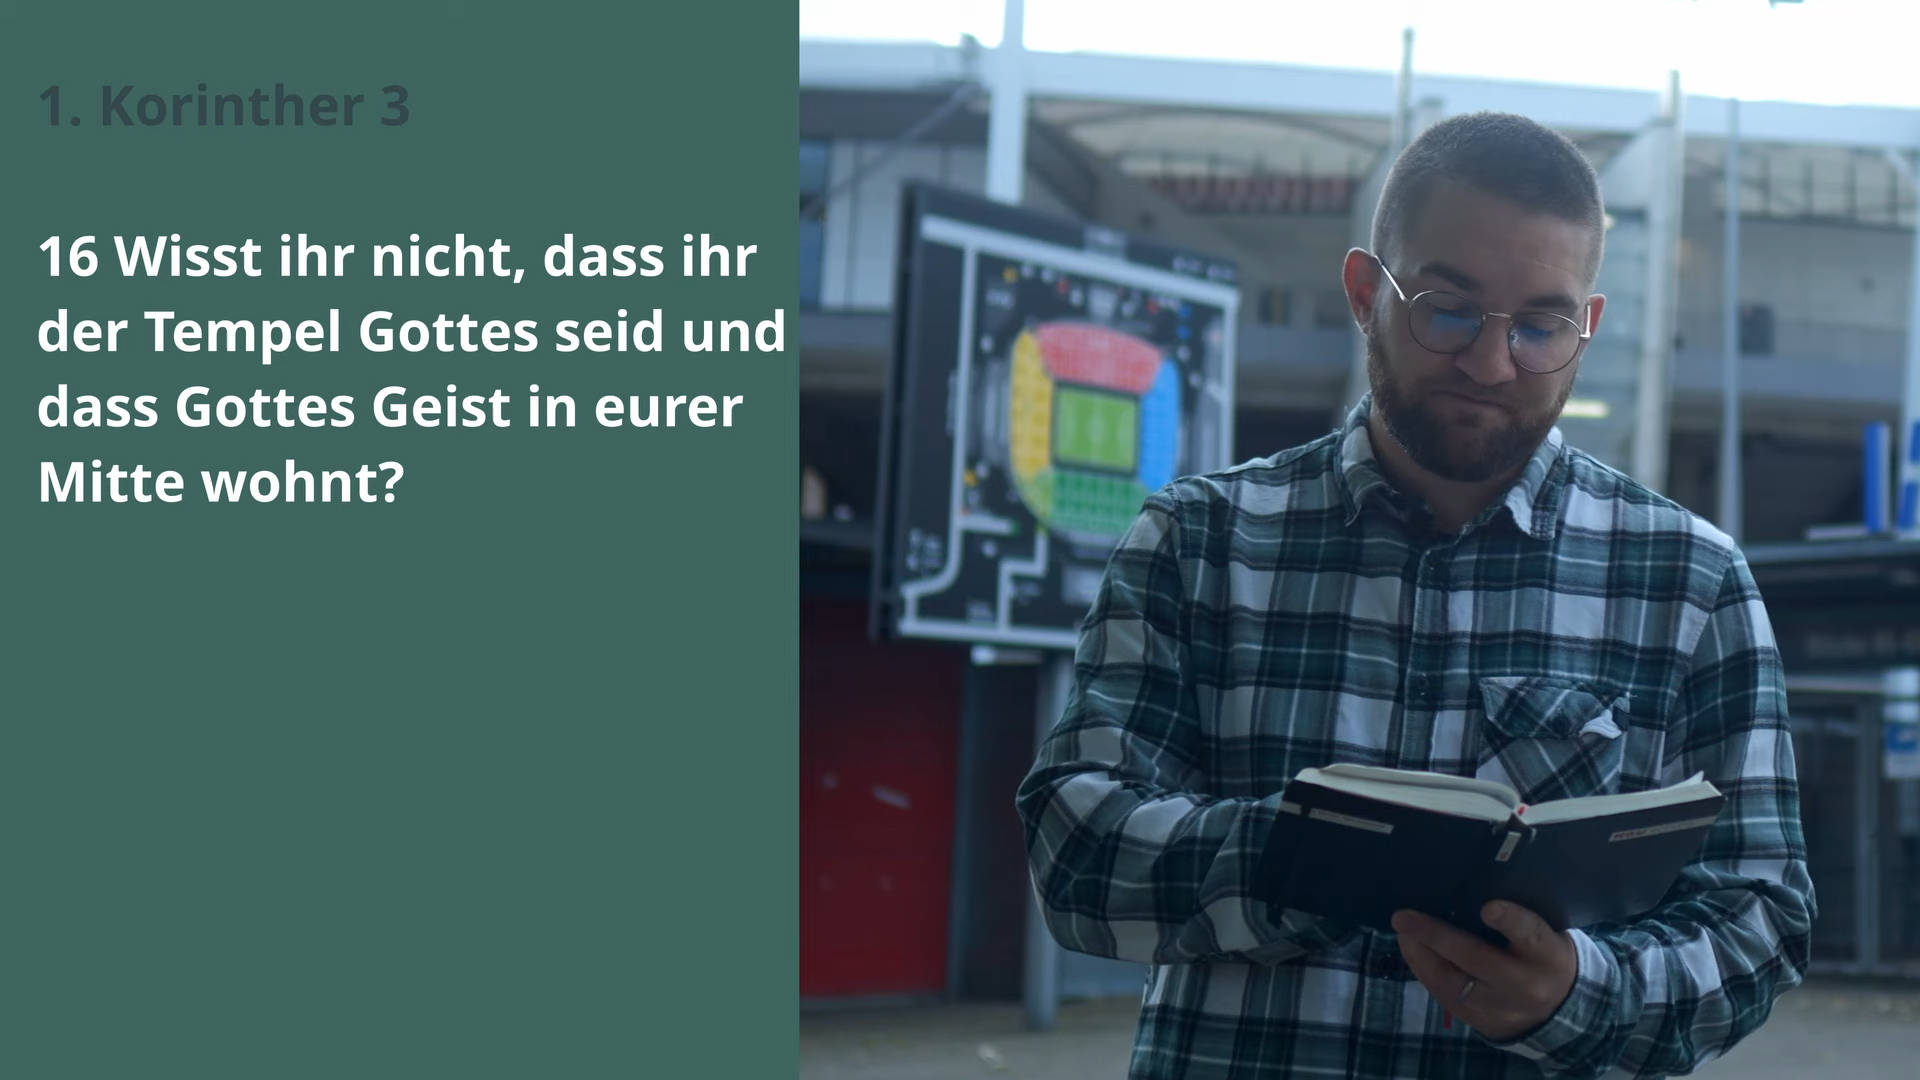 1. Korinther 3
16 Wisst ihr nicht, dass ihr
der Tempel Gottes seid und
dass Gottes Geist in eurer
Mitte wohnt?